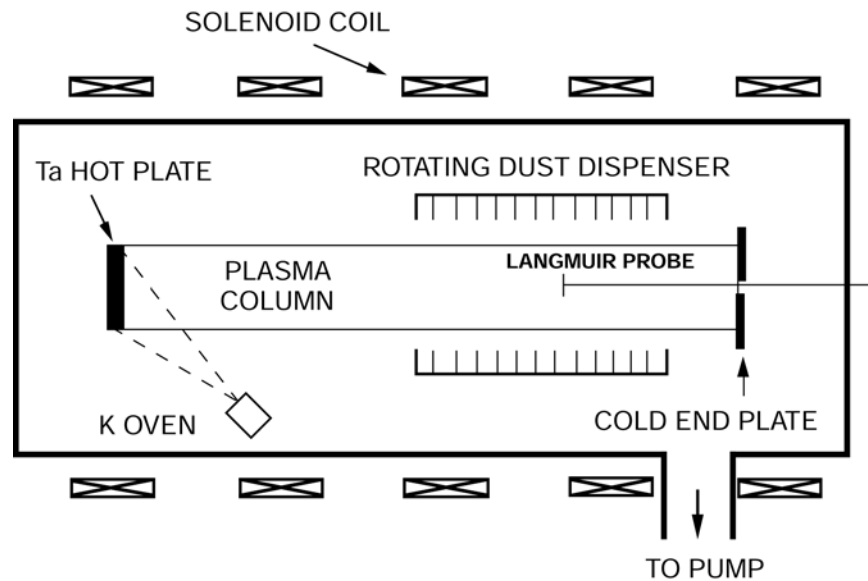 SOLENOID COIL
Ta HOT PLATE
ROTATING DUST DISPENSER
LANGMUIR PROBE
PLASMA
COLUMN
K OVEN
COLD END PLATE
TO PUMP